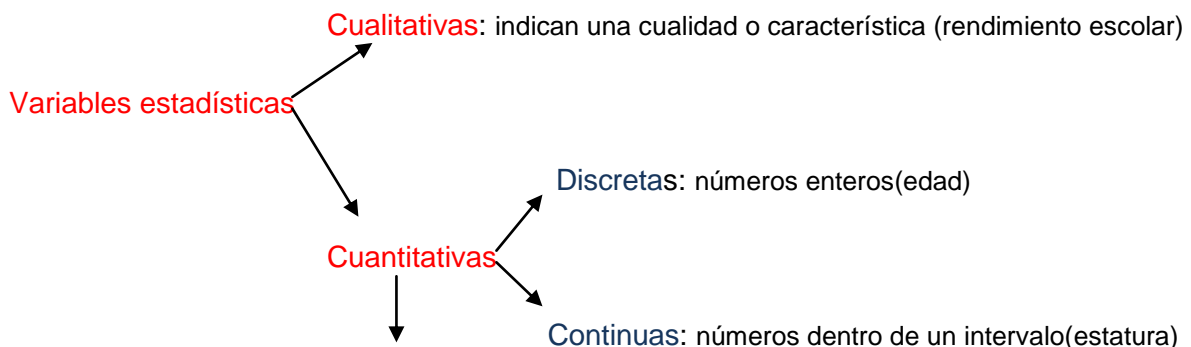 Cualitativas: indican una cualidad o característica (rendimiento escolar)
Variables estadísticas
Discretas: números enteros(edad)
Cuantitativas
Continuas: números dentro de un intervalo(estatura)